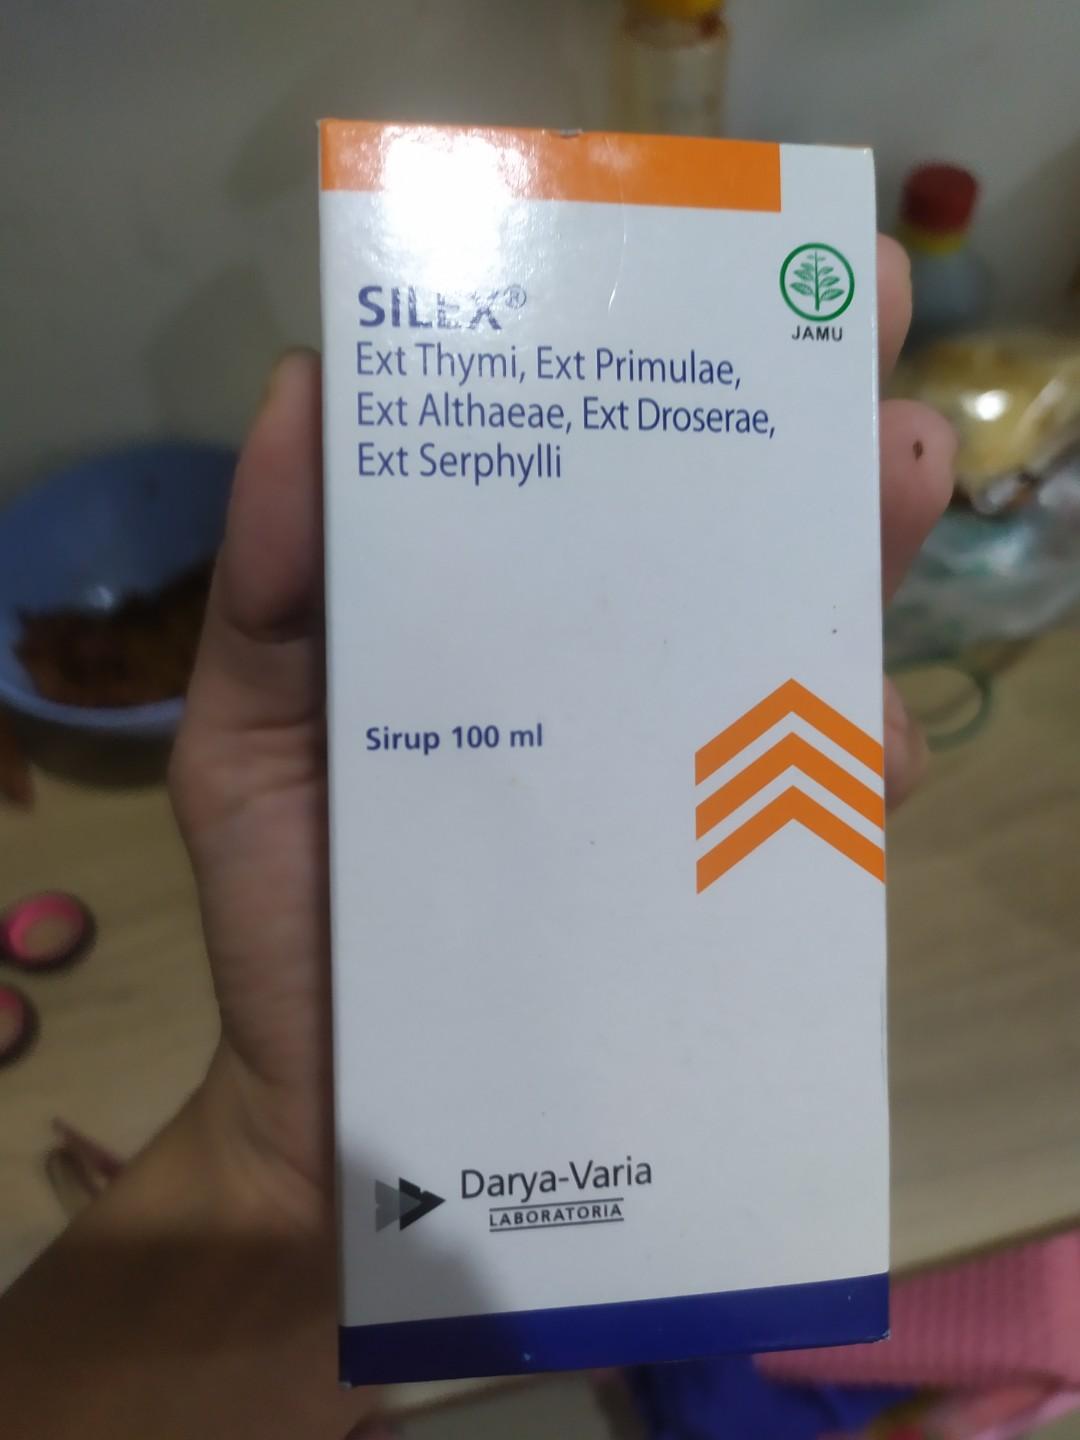 SILEX®
JAMU
Ext Thymi, Ext Primulae,
Ext Althaeae, Ext Droserae,
Ext Serphylli
Sirup 100 ml
Darya-Varia
LABORATORIA